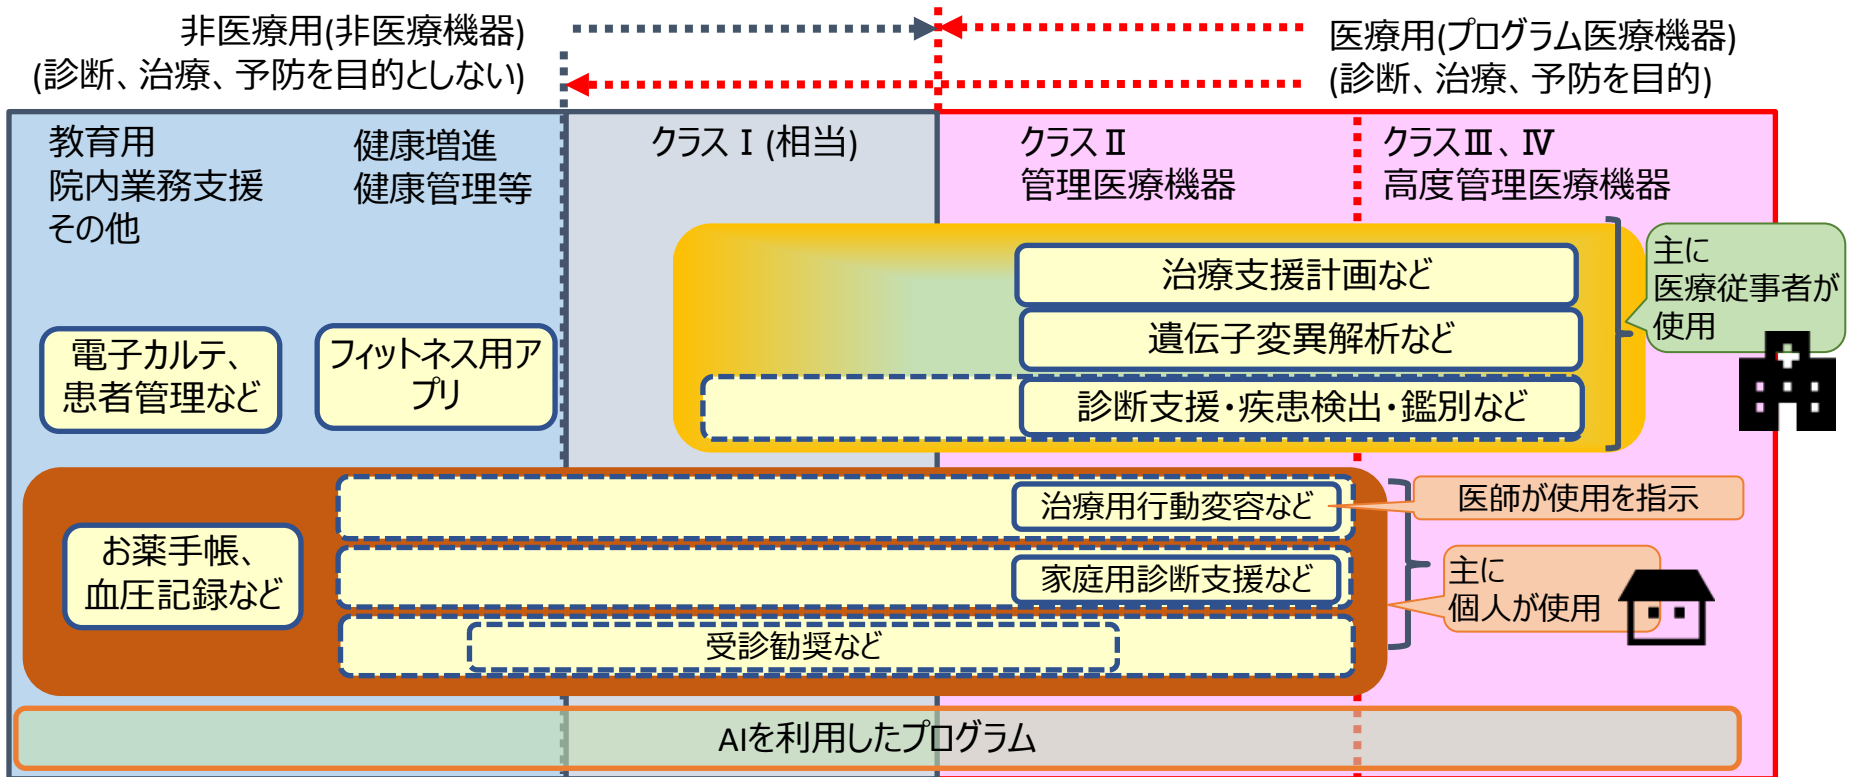 非医療用(非医療機器)
(診断、治療、予防を目的としない)
医療用(プログラム医療機器)
(診断、治療、予防を目的)
教育用
院内業務支援
その他
健康増進
健康管理等
クラス I (相当)
クラスⅡ
管理医療機器
クラスⅢ、Ⅳ
高度管理医療機器
治療支援計画など
遺伝子変異解析など
診断支援・疾患検出・鑑別など
主に
医療従事者が
使用
電子カルテ、
患者管理など
フィットネス用ア
プリ
お薬手帳、
血圧記録など
治療用行動変容など
医師が使用を指示
家庭用診断支援など
主に
個人が使用
受診勧奨など
AIを利用したプログラム